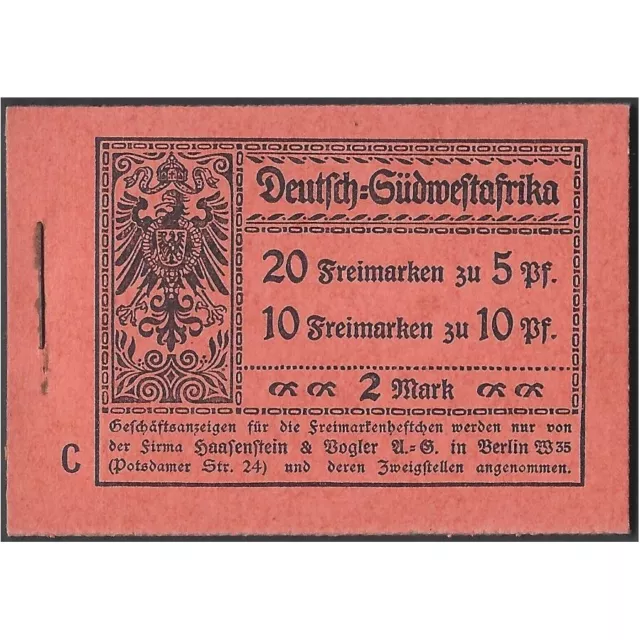 Deutsch=Südwestafrika
20 Freimarken zu 5 Pf.
10 Freimarken zu 10 Pf.
2 Mark
Geschäftsanzeigen für die Freimarkenheftchen werden nur von
der Firma Haasenstein & Vogler A.=G. in Berlin W35
(Potsdamer Str. 24) und deren Zweigstellen angenommen.
C